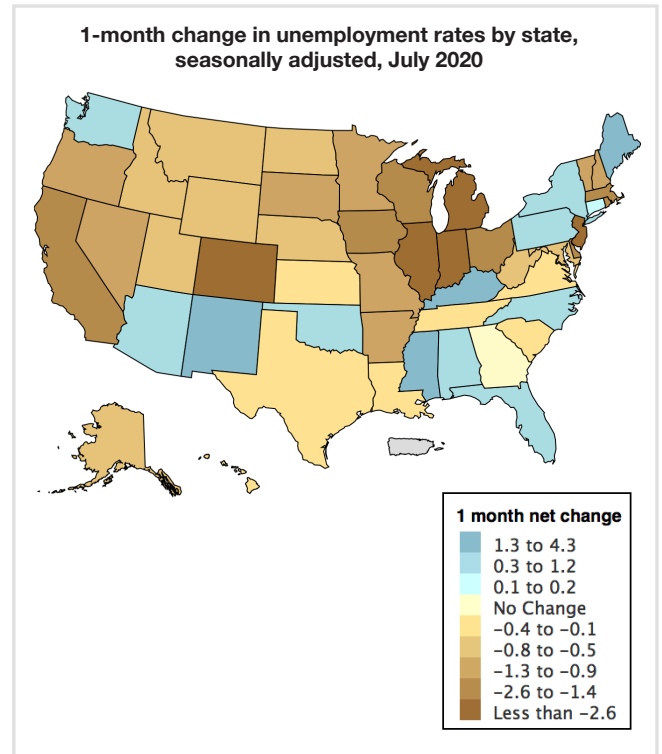 1-month change in unemployment rates by state,
seasonally adjusted, July 2020
1 month net change
1.3 to 4.3
0.3 to 1.2
0.1 to 0.2
No Change
−0.4 to −0.1
−0.8 to −0.5
−1.3 to −0.9
−2.6 to −1.4
Less than −2.6